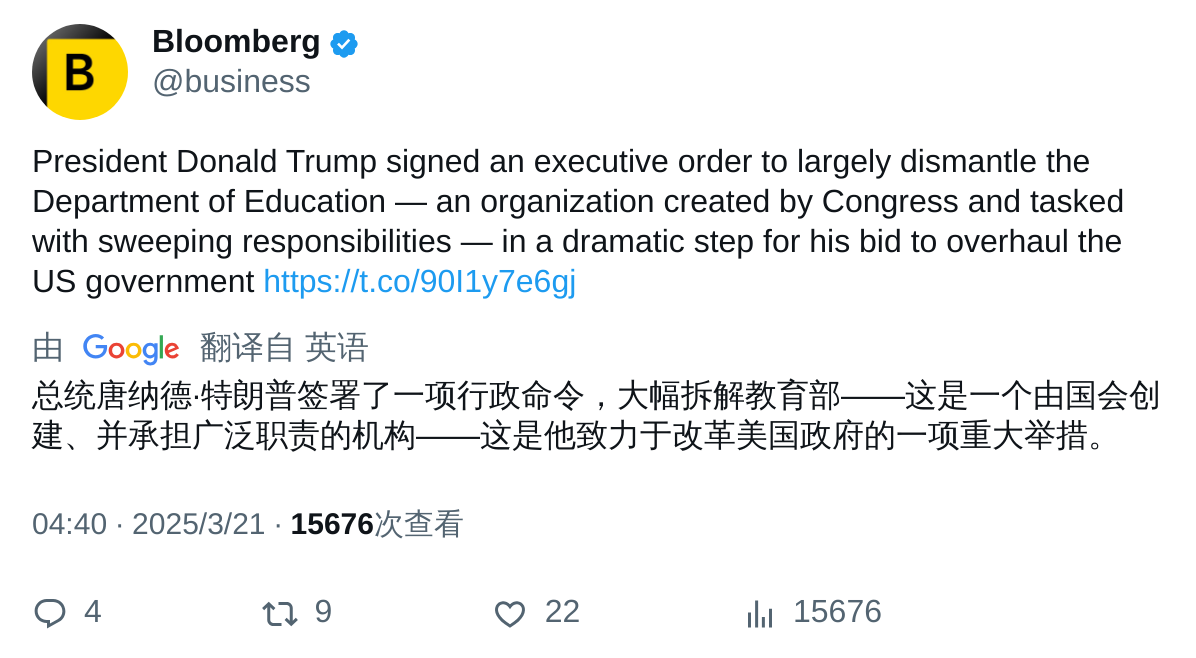 B
Bloomberg
@business
President Donald Trump signed an executive order to largely dismantle the
Department of Education — an organization created by Congress and tasked
with sweeping responsibilities — in a dramatic step for his bid to overhaul the
US government https://t.co/90I1y7e6gj
由 Google 翻译自 英语
总统唐纳德·特朗普签署了一项行政命令，大幅拆解教育部——这是一个由国会创
建、并承担广泛职责的机构——这是他致力于改革美国政府的一项重大举措。
04:40 · 2025/3/21 · 15676次查看
4 9 22 15676